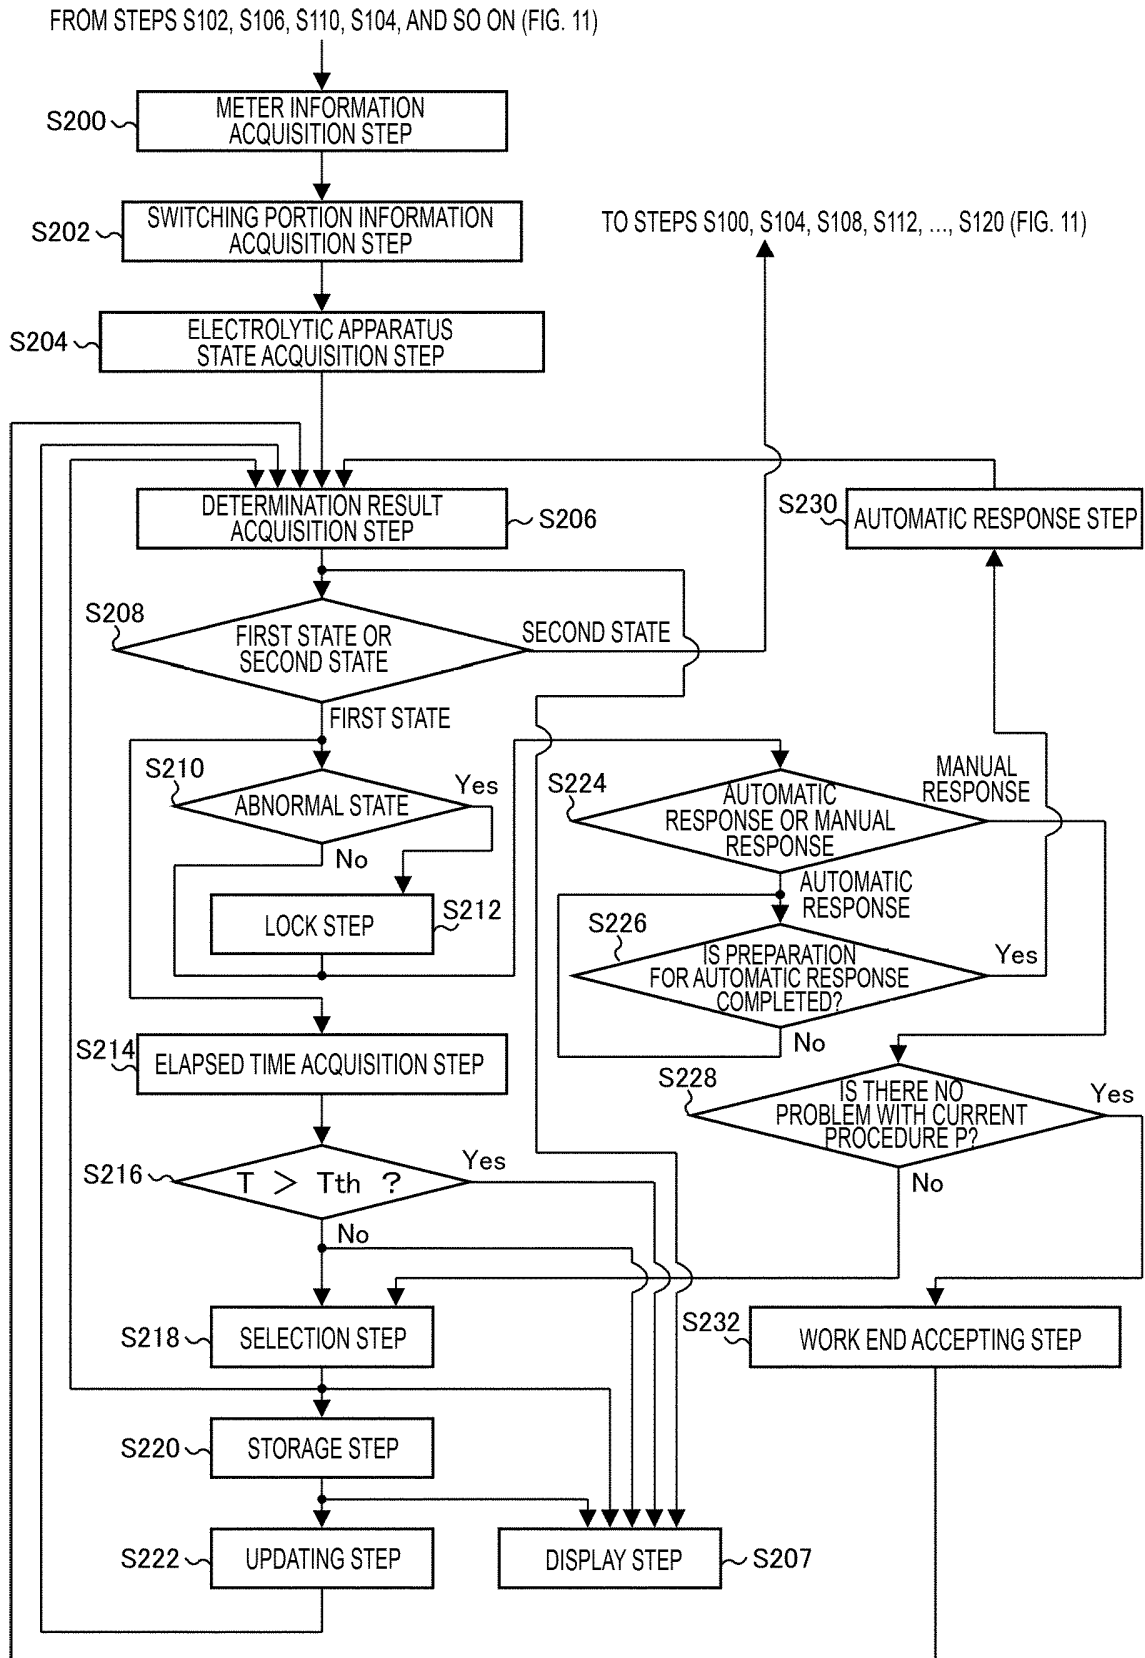 FROM STEPS S102, S106, S110, S104, AND SO ON (FIG. 11)
S200
METER INFORMATION
ACQUISITION STEP
S202
SWITCHING PORTION INFORMATION
ACQUISITION STEP
TO STEPS S100, S104, S108, S112, ..., S120 (FIG. 11)
S204
ELECTROLYTIC APPARATUS
STATE ACQUISITION STEP
DETERMINATION RESULT
ACQUISITION STEP
S206
S230
AUTOMATIC RESPONSE STEP
S208
FIRST STATE OR
SECOND STATE
SECOND STATE
FIRST STATE
S210
ABNORMAL STATE
Yes
No
LOCK STEP
S212
S224
AUTOMATIC
RESPONSE OR MANUAL
RESPONSE
MANUAL
RESPONSE
AUTOMATIC
RESPONSE
S226
IS PREPARATION
FOR AUTOMATIC RESPONSE
COMPLETED?
Yes
No
S214
ELAPSED TIME ACQUISITION STEP
S228
IS THERE NO
PROBLEM WITH CURRENT
PROCEDURE P?
Yes
No
S216
T > Tth ?
Yes
No
S218
SELECTION STEP
S232
WORK END ACCEPTING STEP
S220
STORAGE STEP
S222
UPDATING STEP
DISPLAY STEP
S207